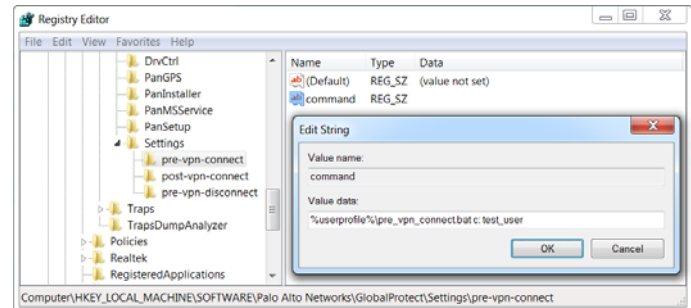 Registry Editor
File Edit View Favorites Help
DrvCtrl
PanGPS
PanInstaller
PanMSService
PanSetup
Settings
pre-vpn-connect
post-vpn-connect
pre-vpn-disconnect
Traps
TrapsDumpAnalyzer
Policies
Realtek
RegisteredApplications
Name Type Data
ab (Default) REG_SZ (value not set)
ab command REG_SZ
Edit String
Value name:
command
Value data:
%userprofile%\pre_vpn_connect.bat c: test_user
OK Cancel
Computer\HKEY_LOCAL_MACHINE\SOFTWARE\Palo Alto Networks\GlobalProtect\Settings\pre-vpn-connect